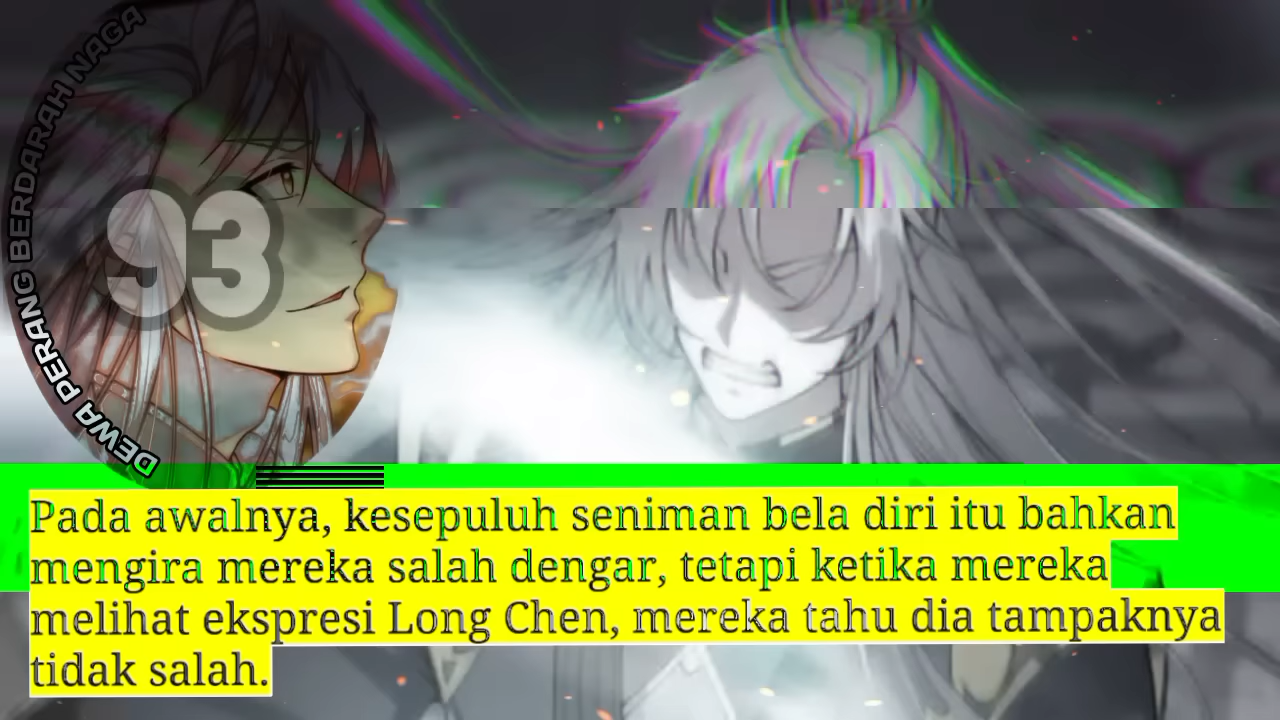 DEWA PERANG BERDARAH NAGA
93
Pada awalnya, kesepuluh seniman bela diri itu bahkan
mengira mereka salah dengar, tetapi ketika mereka
melihat ekspresi Long Chen, mereka tahu dia tampaknya
tidak salah.